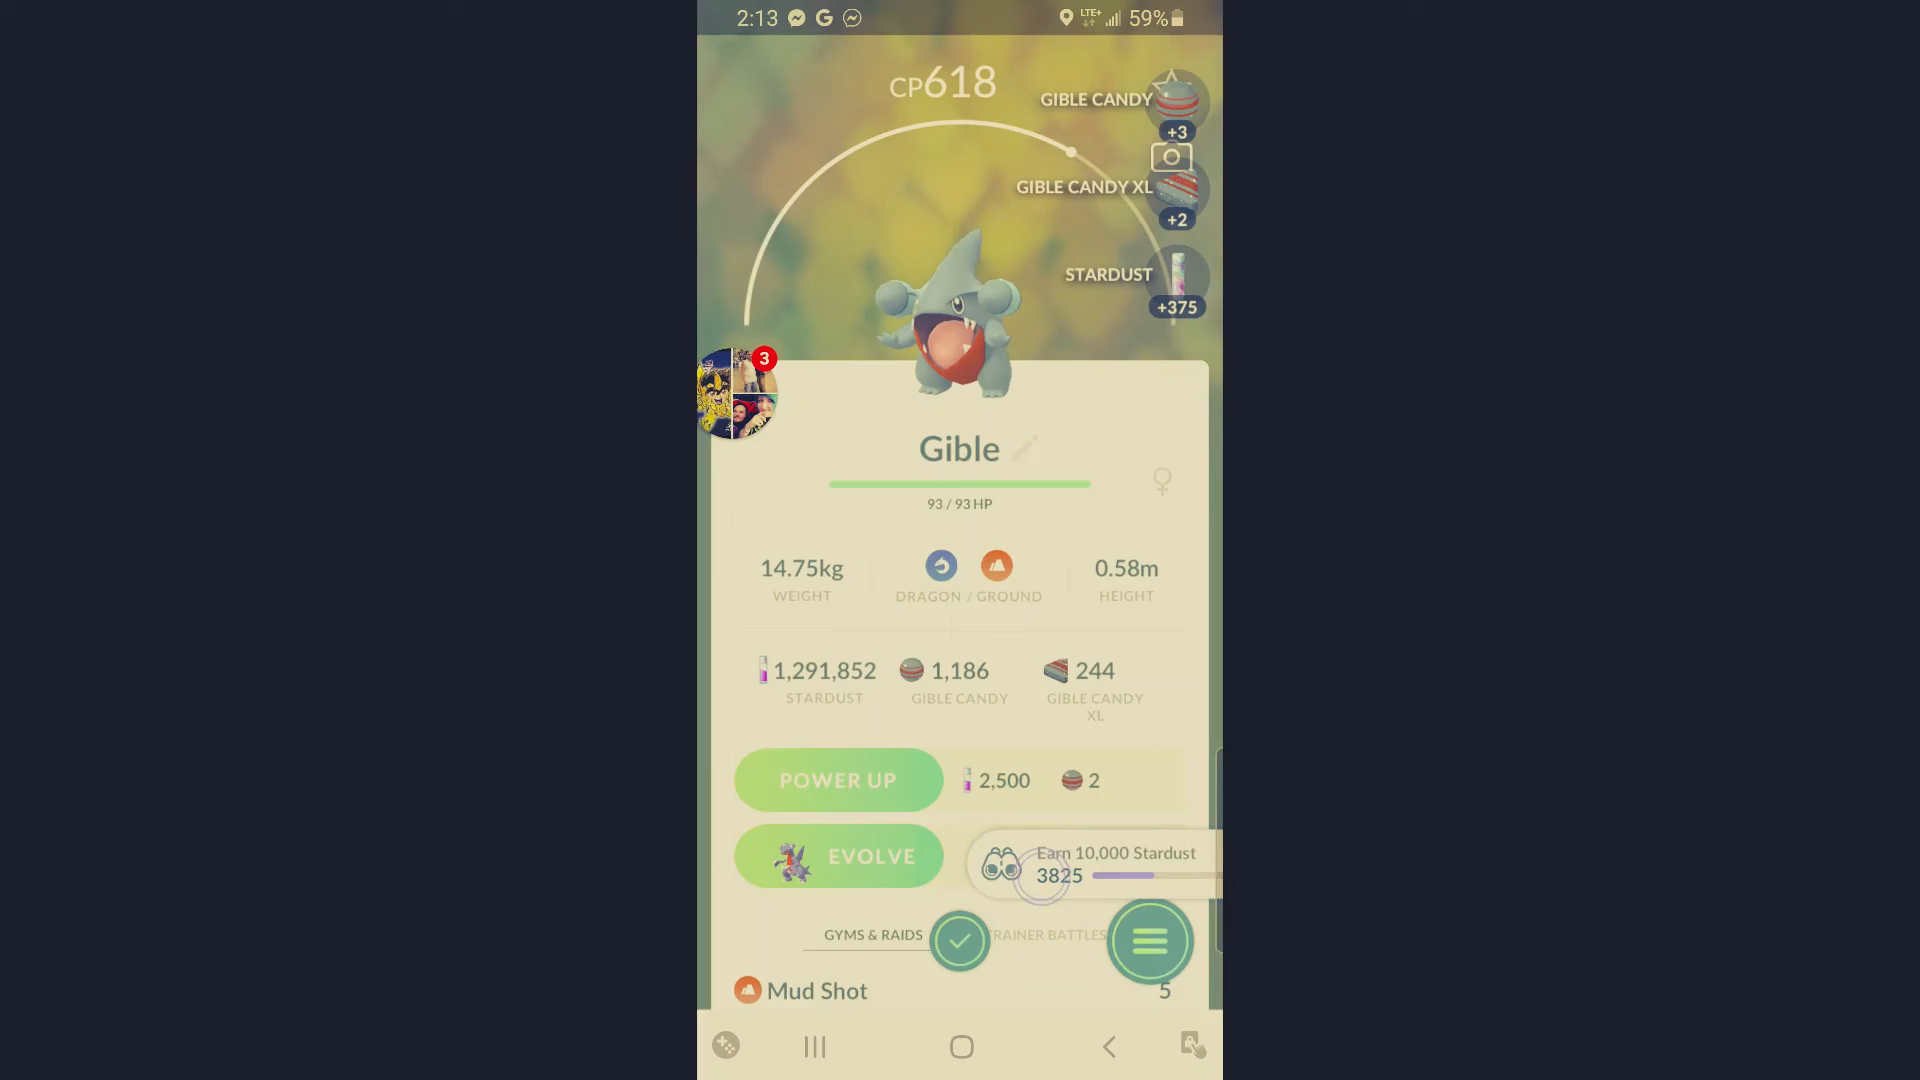 2:13
LTE+
59%
CP618
GIBLE CANDY
+3
GIBLE CANDY XL
+2
STARDUST
+375
3
Gible
93 / 93 HP
14.75kg
WEIGHT
DRAGON / GROUND
0.58m
HEIGHT
1,291,852
STARDUST
1,186
GIBLE CANDY
244
GIBLE CANDY
XL
POWER UP
2,500
2
EVOLVE
Earn 10,000 Stardust
3825
GYMS & RAIDS
TRAINER BATTLES
Mud Shot
5